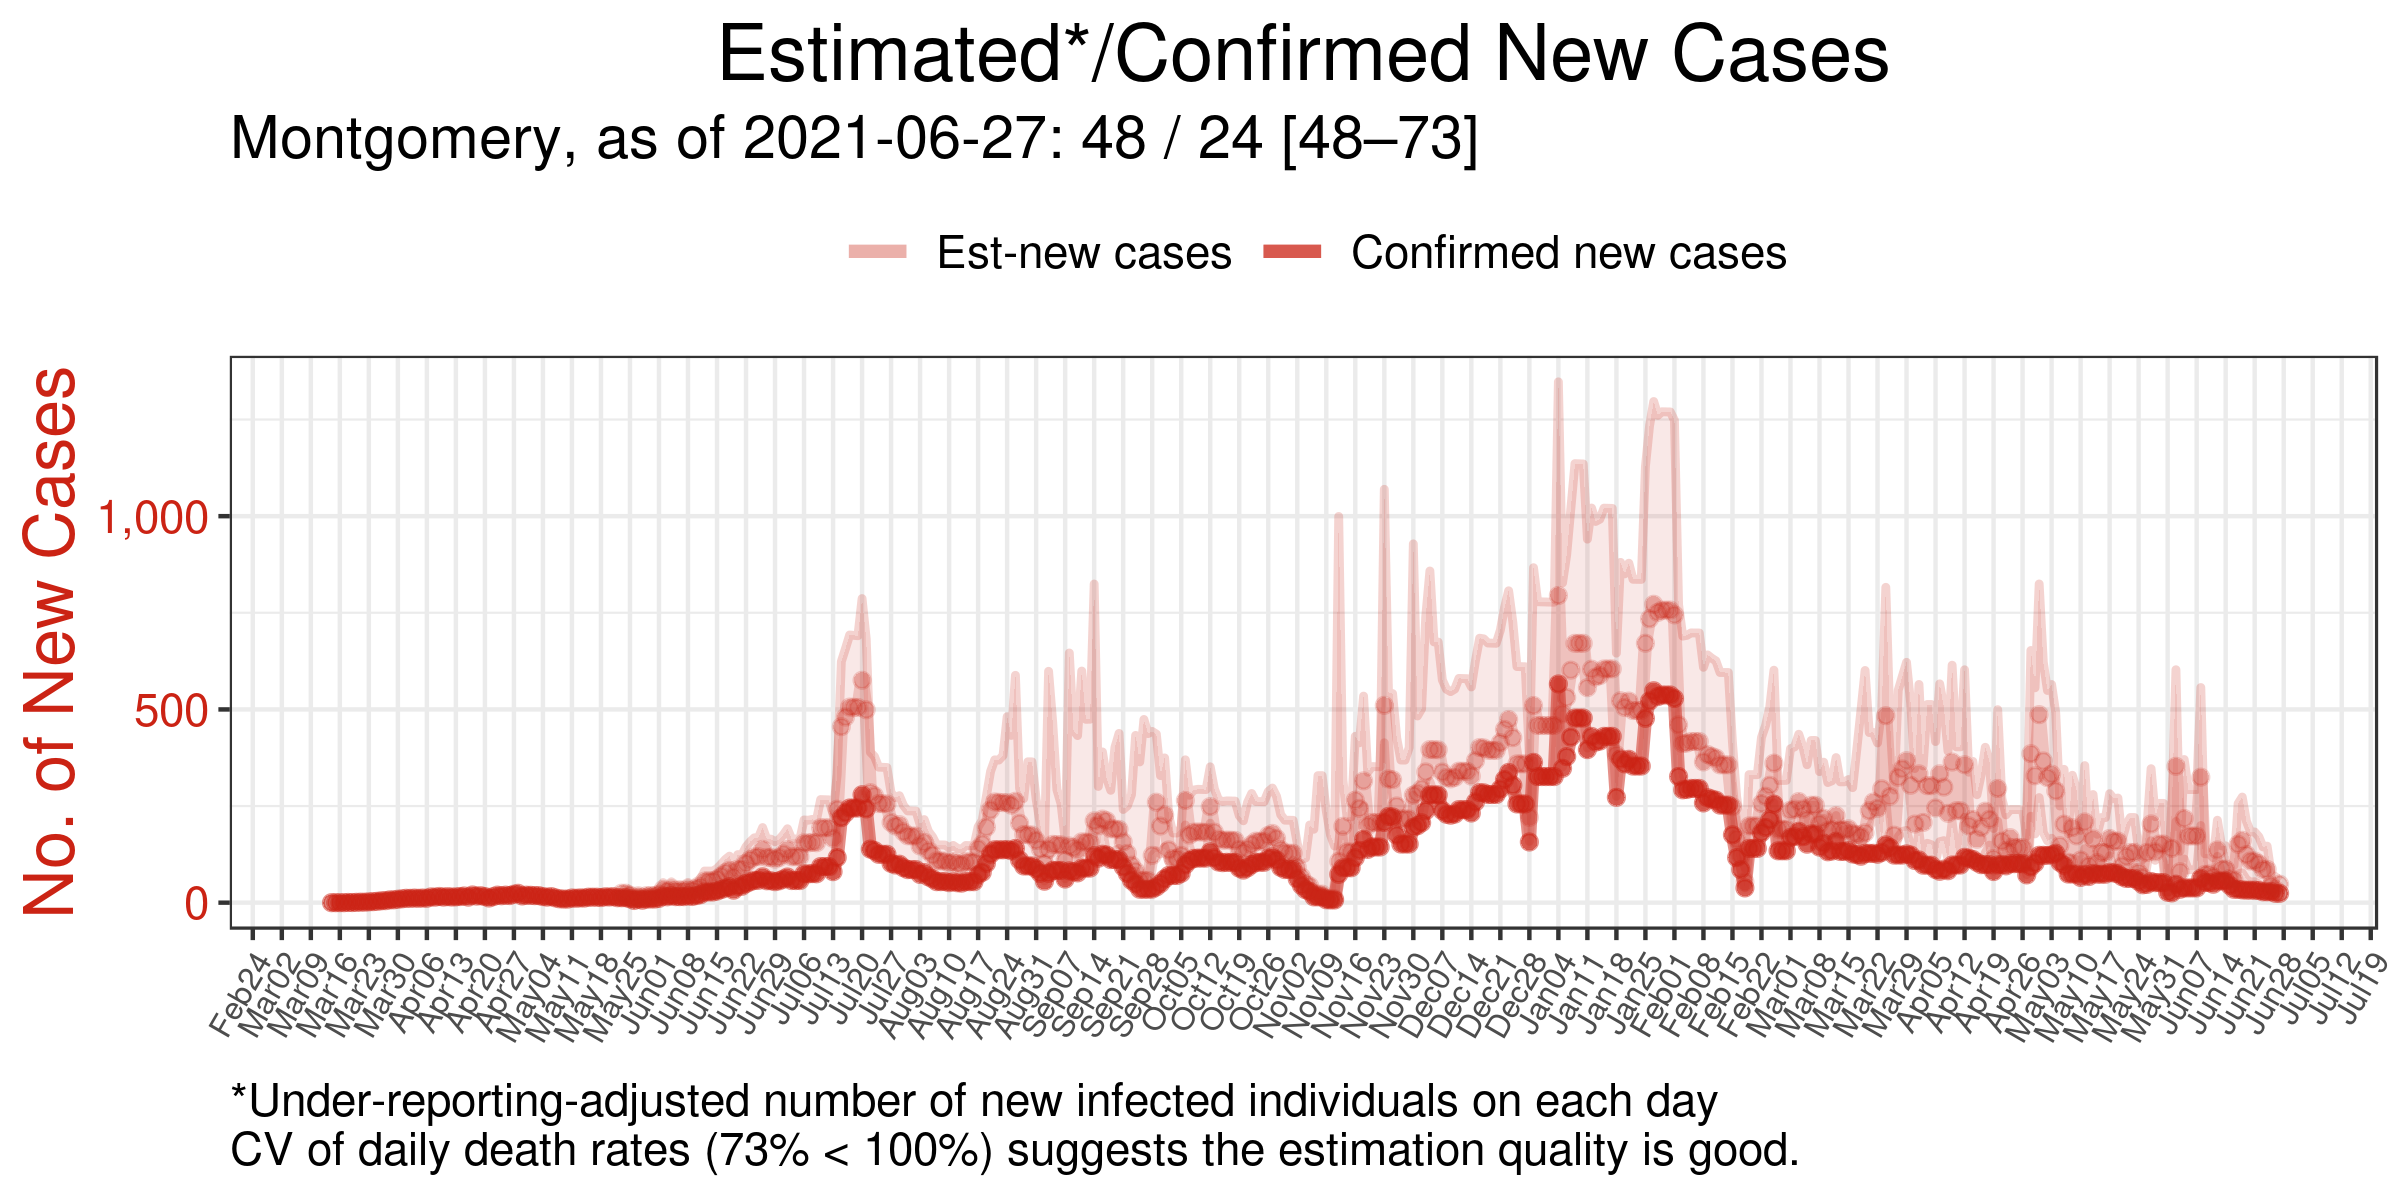 Estimated*/Confirmed New Cases
Montgomery, as of 2021-06-27: 48 / 24 [48–73]
Est-new cases Confirmed new cases
No. of New Cases
1,000
500
0
Feb24 Mar02 Mar09 Mar16 Mar23 Mar30 Apr06 Apr13 Apr20 Apr27 May04 May11 May18 May25 Jun01 Jun08 Jun15 Jun22 Jun29 Jul06 Jul13 Jul20 Jul27 Aug03 Aug10 Aug17 Aug24 Aug31 Sep07 Sep14 Sep21 Sep28 Oct05 Oct12 Oct19 Oct26 Nov02 Nov09 Nov16 Nov23 Nov30 Dec07 Dec14 Dec21 Dec28 Jan04 Jan11 Jan18 Jan25 Feb01 Feb08 Feb15 Feb22 Mar01 Mar08 Mar15 Mar22 Mar29 Apr05 Apr12 Apr19 Apr26 May03 May10 May17 May24 May31 Jun07 Jun14 Jun21 Jun28 Jul05 Jul12 Jul19
*Under-reporting-adjusted number of new infected individuals on each day
CV of daily death rates (73% < 100%) suggests the estimation quality is good.